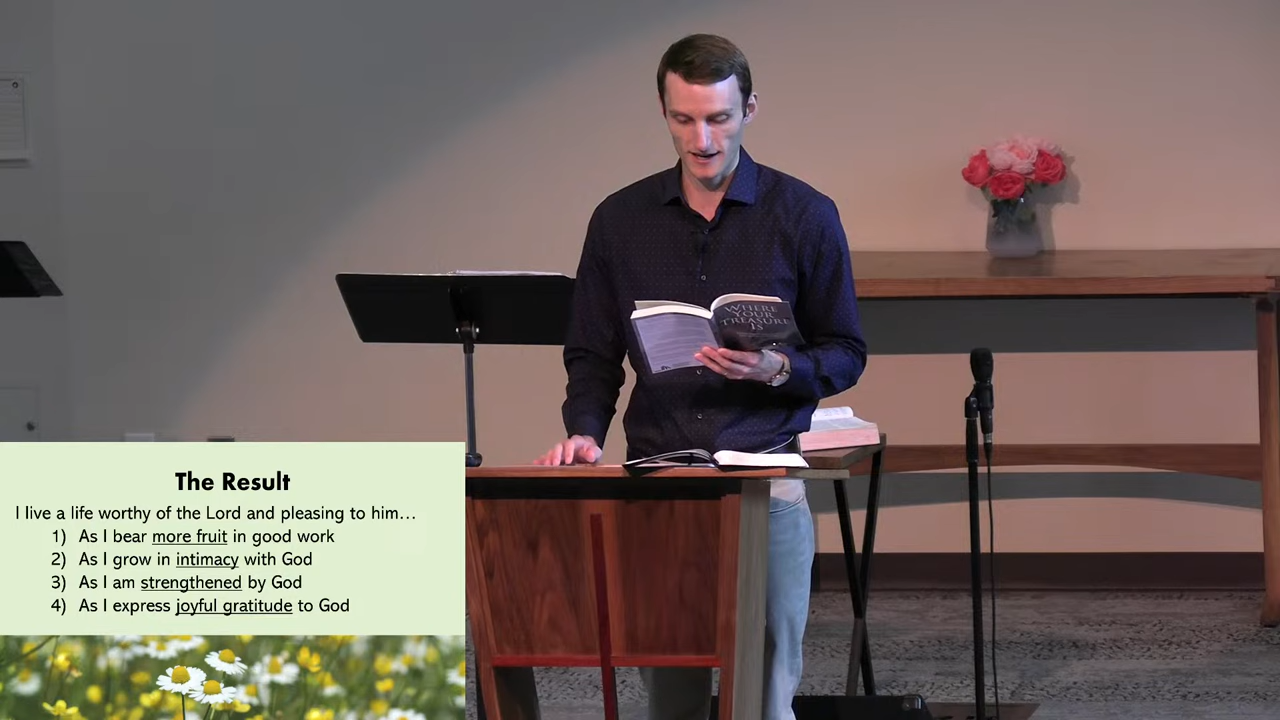 WHERE
YOUR
TREASURE
IS
The Result
I live a life worthy of the Lord and pleasing to him…
1) As I bear more fruit in good work
2) As I grow in intimacy with God
3) As I am strengthened by God
4) As I express joyful gratitude to God